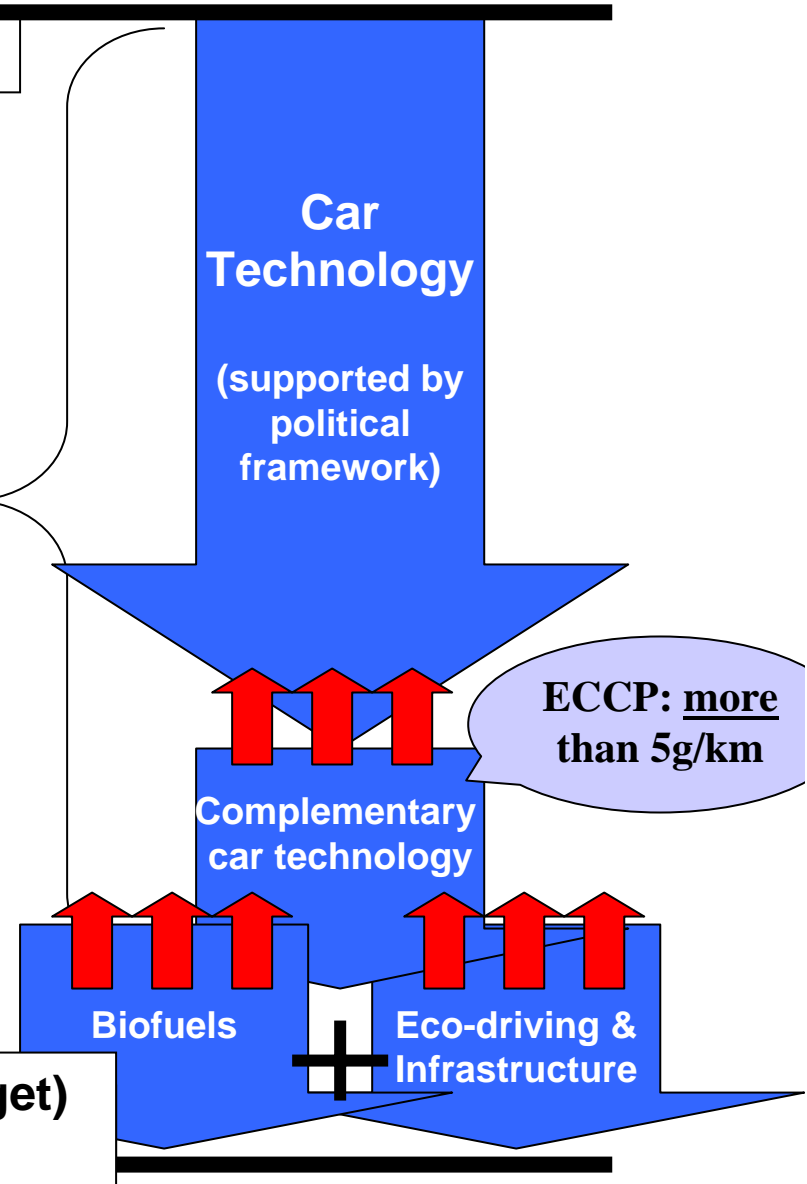 Car
Technology
(supported by
political
framework)
ECCP: more
than 5g/km
Complementary
car technology
Biofuels
+
Eco-driving &
Infrastructure
get)